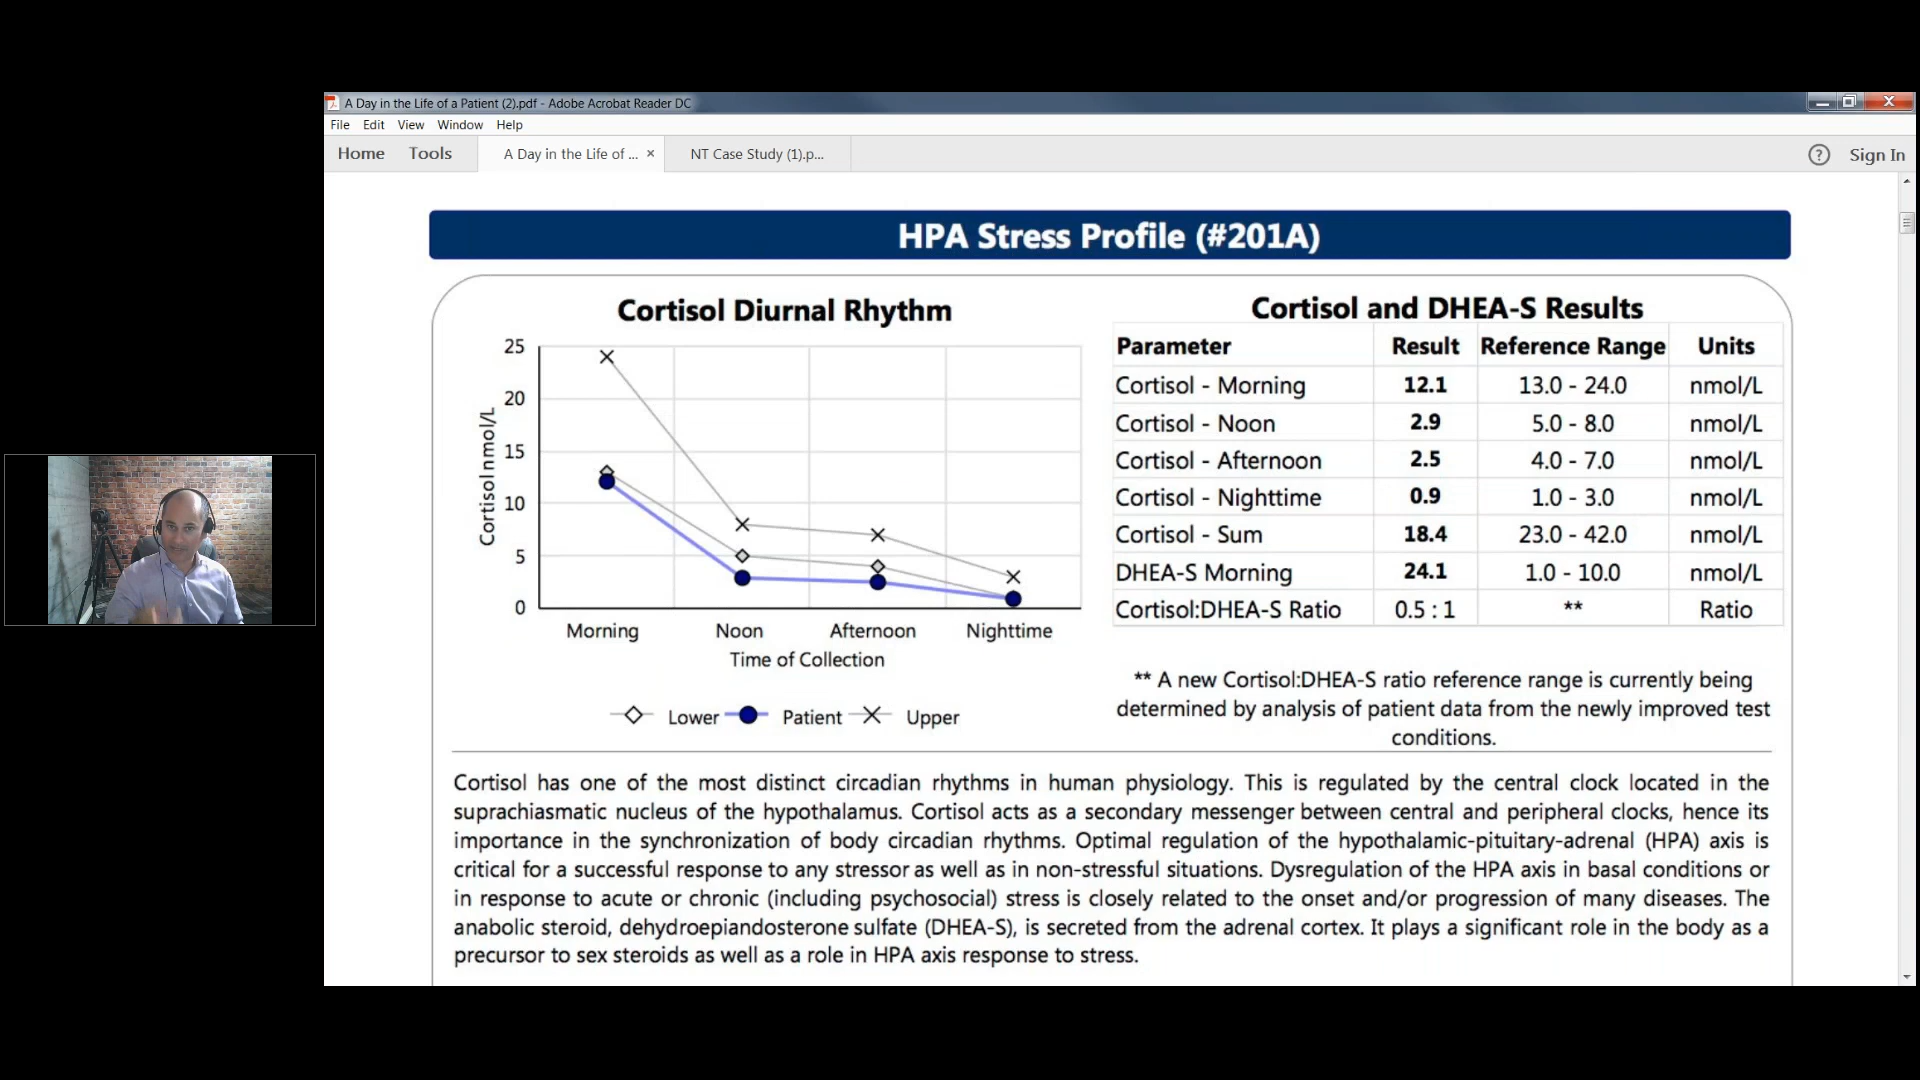 A Day in the Life of a Patient (2).pdf - Adobe Acrobat Reader DC
File Edit View Window Help
Home Tools A Day in the Life of ... × NT Case Study (1).p... ? Sign In
HPA Stress Profile (#201A)
Cortisol Diurnal Rhythm
25
20
15
10
5
0
Cortisol nmol/L
Morning Noon Afternoon Nighttime
Time of Collection
Lower Patient Upper
Cortisol and DHEA-S Results
Parameter Result Reference Range Units
Cortisol - Morning 12.1 13.0 - 24.0 nmol/L
Cortisol - Noon 2.9 5.0 - 8.0 nmol/L
Cortisol - Afternoon 2.5 4.0 - 7.0 nmol/L
Cortisol - Nighttime 0.9 1.0 - 3.0 nmol/L
Cortisol - Sum 18.4 23.0 - 42.0 nmol/L
DHEA-S Morning 24.1 1.0 - 10.0 nmol/L
Cortisol:DHEA-S Ratio 0.5 : 1 ** Ratio
** A new Cortisol:DHEA-S ratio reference range is currently being
determined by analysis of patient data from the newly improved test
conditions.
Cortisol has one of the most distinct circadian rhythms in human physiology. This is regulated by the central clock located in the
suprachiasmatic nucleus of the hypothalamus. Cortisol acts as a secondary messenger between central and peripheral clocks, hence its
importance in the synchronization of body circadian rhythms. Optimal regulation of the hypothalamic-pituitary-adrenal (HPA) axis is
critical for a successful response to any stressor as well as in non-stressful situations. Dysregulation of the HPA axis in basal conditions or
in response to acute or chronic (including psychosocial) stress is closely related to the onset and/or progression of many diseases. The
anabolic steroid, dehydroepiandosterone sulfate (DHEA-S), is secreted from the adrenal cortex. It plays a significant role in the body as a
precursor to sex steroids as well as a role in HPA axis response to stress.